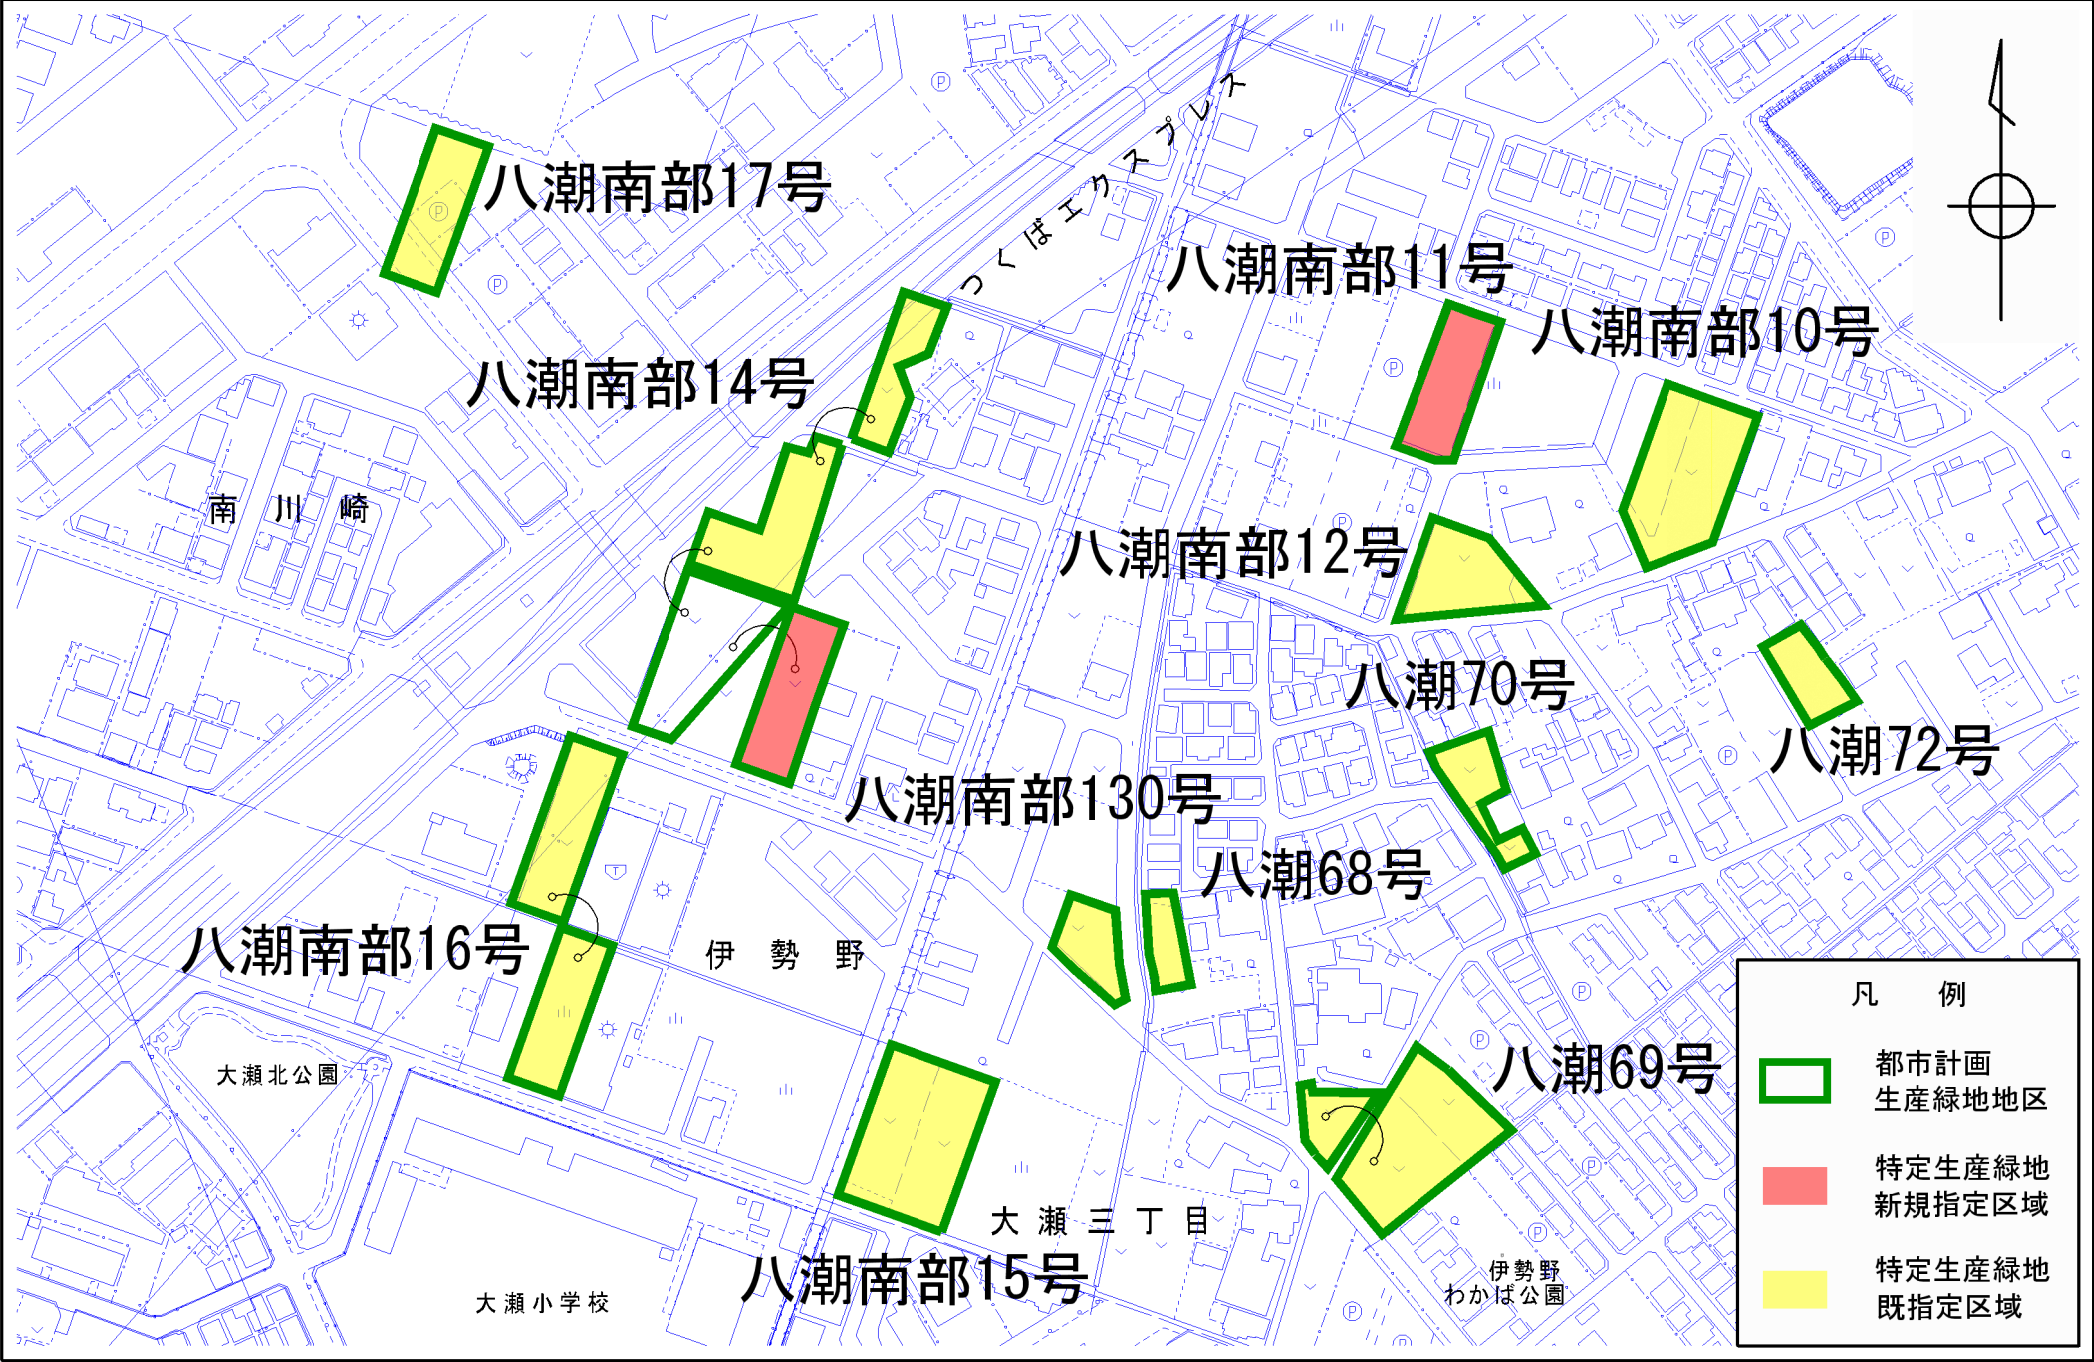 つくばエクスプレス
八潮南部17号
八潮南部11号
八潮南部10号
八潮南部14号
南川崎
八潮南部12号
八潮70号
八潮72号
八潮南部130号
八潮68号
八潮南部16号
伊勢野
大瀬北公園
八潮69号
大瀬三丁目
八潮南部15号
大瀬小学校
伊勢野
わかば公園
凡例
都市計画
生産緑地地区
特定生産緑地
新規指定区域
特定生産緑地
既指定区域
P
P
P
P
P
P
P
P
P
P
P
P
T